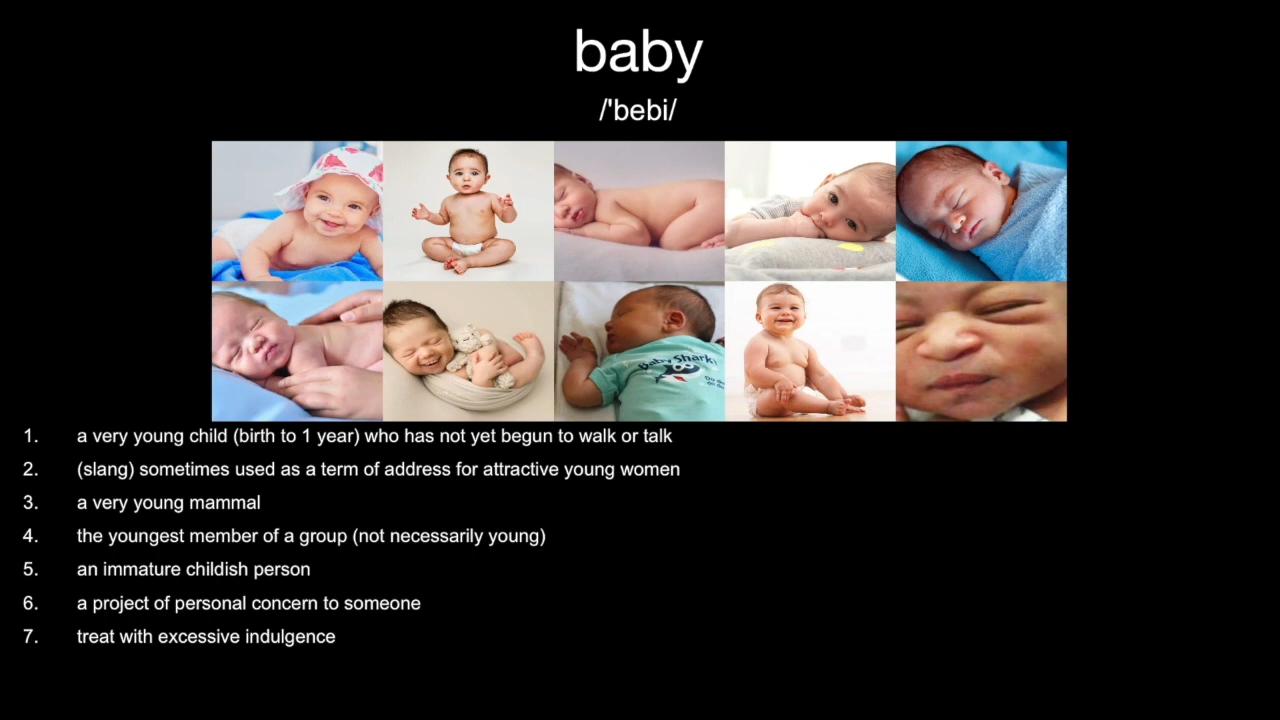 baby
/'bebi/
Baby Shark!
1. a very young child (birth to 1 year) who has not yet begun to walk or talk
2. (slang) sometimes used as a term of address for attractive young women
3. a very young mammal
4. the youngest member of a group (not necessarily young)
5. an immature childish person
6. a project of personal concern to someone
7. treat with excessive indulgence